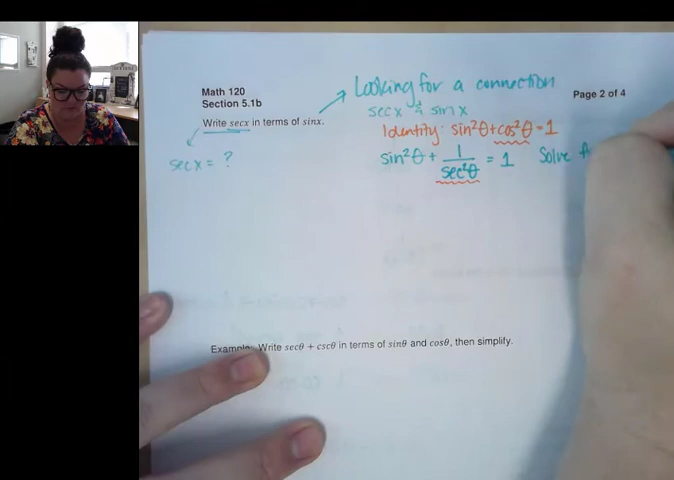 Math 120
Section 5.1b
Page 2 of 4
Write secx in terms of sinx.
Looking for a connection
secx & sinx
Identity: sin²θ+cos²θ=1
secx = ?
sin²θ + 1/sec²θ = 1 Solve
Example: Write secθ + cscθ in terms of sinθ and cosθ, then simplify.